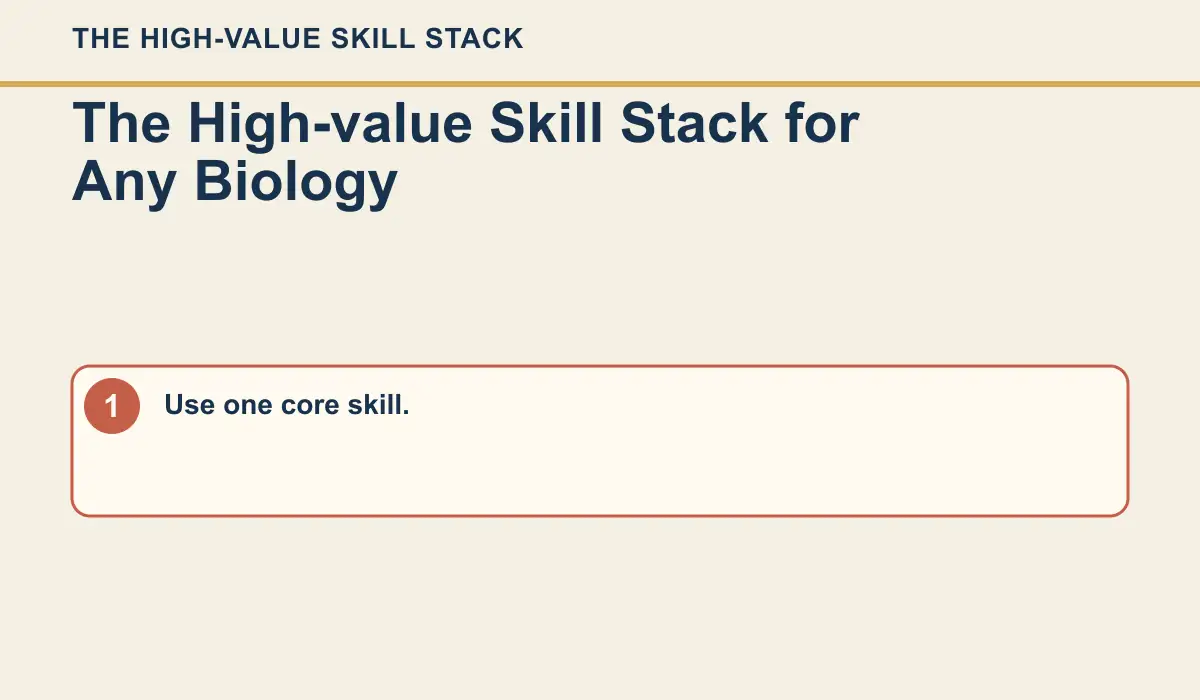 THE HIGH-VALUE SKILL STACK
The High-value Skill Stack for
Any Biology
1 Use one core skill.